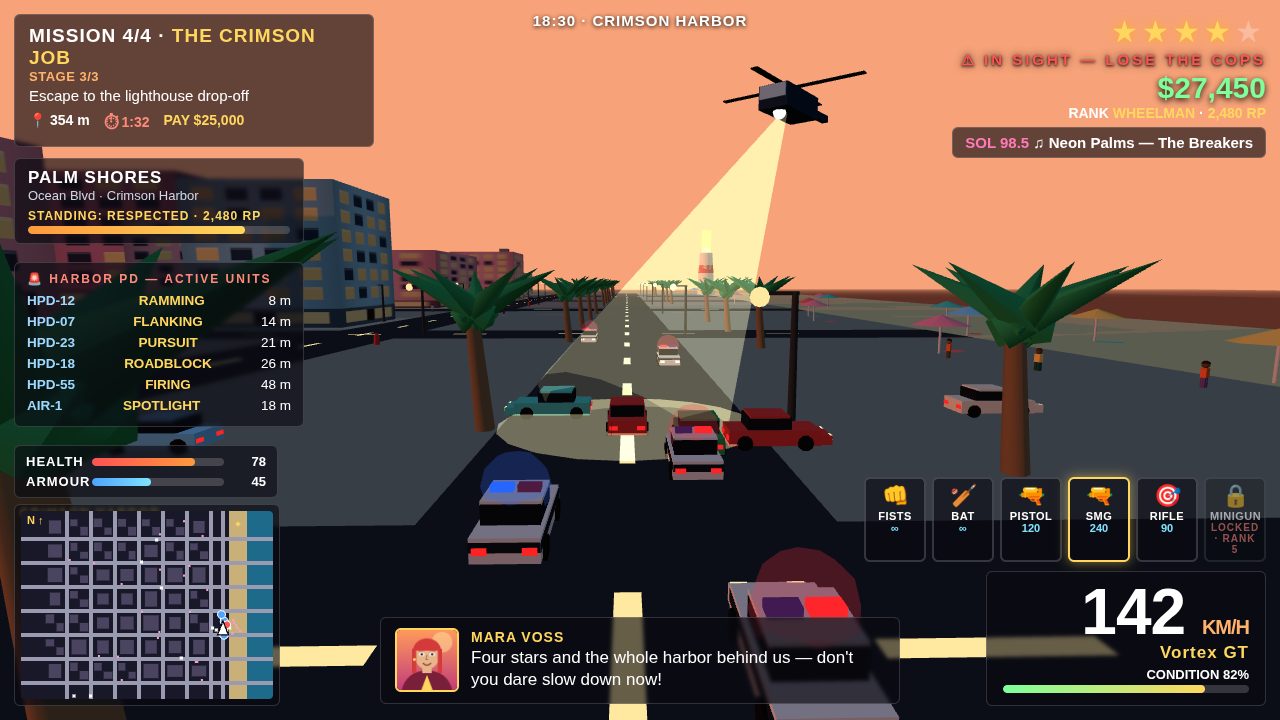 MISSION 4/4 · THE CRIMSON
JOB
STAGE 3/3
Escape to the lighthouse drop-off
354 m 1:32 PAY $25,000
18:30 · CRIMSON HARBOR
★★★★★
⚠ IN SIGHT — LOSE THE COPS
$27,450
RANK WHEELMAN · 2,480 RP
SOL 98.5 ♫ Neon Palms — The Breakers
PALM SHORES
Ocean Blvd · Crimson Harbor
STANDING: RESPECTED · 2,480 RP
HARBOR PD — ACTIVE UNITS
HPD-12 RAMMING 8 m
HPD-07 FLANKING 14 m
HPD-23 PURSUIT 21 m
HPD-18 ROADBLOCK 26 m
HPD-55 FIRING 48 m
AIR-1 SPOTLIGHT 18 m
HEALTH 78
ARMOUR 45
N ↑
FISTS
∞
BAT
∞
PISTOL
120
SMG
240
RIFLE
90
MINIGUN
LOCKED
· RANK
5
MARA VOSS
Four stars and the whole harbor behind us — don't
you dare slow down now!
142 KM/H
Vortex GT
CONDITION 82%